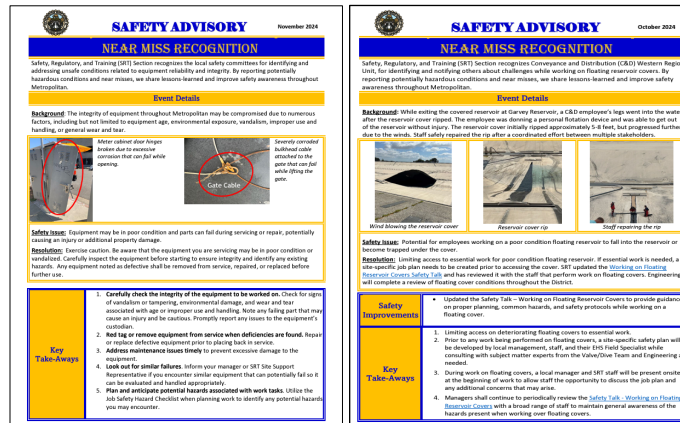 SAFETY ADVISORY
November 2024
NEAR MISS RECOGNITION
Safety, Regulatory, and Training (SRT) Section recognizes the local safety committees for identifying and
addressing unsafe conditions related to equipment reliability and integrity. By reporting potentially
hazardous conditions and near misses, we share lessons-learned and improve safety awareness throughout
Metropolitan.
Event Details
Background: The integrity of equipment throughout Metropolitan may be compromised due to numerous
factors, including but not limited to equipment age, environmental exposure, vandalism, improper use and
handling, or general wear and tear.
Meter cabinet door hinges
broken due to excessive
corrosion that can fail while
opening.
Gate Cable
Severely corroded
bulkhead cable
attached to the
gate that can fail
while lifting the
gate.
Safety Issue: Equipment may be in poor condition and parts can fail during servicing or repair, potentially
causing an injury or additional property damage.
Resolution: Exercise caution. Be aware that the equipment you are servicing may be in poor condition or
vandalized. Carefully inspect the equipment before starting to ensure integrity and identify any existing
hazards. Any equipment noted as defective shall be removed from service, repaired, or replaced before
further use.
Key
Take-Aways
1. Carefully check the integrity of the equipment to be worked on. Check for signs
of vandalism or tampering, environmental damage, and wear and tear
associated with age or improper use and handling. Note any failing part that may
cause an injury and be cautious. Promptly report any issues to the equipment's
custodian.
2. Red tag or remove equipment from service when deficiencies are found. Repair
or replace defective equipment prior to placing back in service.
3. Address maintenance issues timely to prevent excessive damage to the
equipment.
4. Look out for similar failures. Inform your manager or SRT Site Support
Representative if you encounter similar equipment that can potentially fail so it
can be evaluated and handled appropriately.
5. Plan and anticipate potential hazards associated with work tasks. Utilize the
Job Safety Hazard Checklist when planning work to identify any potential hazards
you may encounter.
SAFETY ADVISORY
October 2024
NEAR MISS RECOGNITION
Safety, Regulatory, and Training (SRT) Section recognizes Conveyance and Distribution (C&D) Western Regio
Unit, for identifying and notifying others about challenges while working on floating reservoir covers. By
reporting potentially hazardous conditions and near misses, we share lessons-learned and improve safety
awareness throughout Metropolitan.
Event Details
Background: While exiting the covered reservoir at Garvey Reservoir, a C&D employee's legs went into the wate
after the reservoir cover ripped. The employee was donning a personal flotation device and was able to get out
of the reservoir without injury. The reservoir cover initially ripped approximately 5-8 feet, but progressed further
due to the winds. Staff safely repaired the rip after a coordinated effort between multiple stakeholders.
Wind blowing the reservoir cover
Reservoir cover rip
Staff repairing the rip
Safety Issue: Potential for employees working on a poor condition floating reservoir to fall into the reservoir or
become trapped under the cover.
Resolution: Limiting access to essential work for poor condition floating reservoir. If essential work is needed, a
site-specific job plan needs to be created prior to accessing the cover. SRT updated the Working on Floating
Reservoir Covers Safety Talk and has reviewed it with the staff that perform work on floating covers. Engineering
will complete a review of floating cover conditions throughout the District.
Safety
Improvements
• Updated the Safety Talk – Working on Floating Reservoir Covers to provide guidance
on proper planning, common hazards, and safety protocols while working on a
floating cover.
Key
Take-Aways
1. Limiting access on deteriorating floating covers to essential work.
2. Prior to any work being performed on floating covers, a site-specific safety plan will
be developed by local management, staff, and their EHS Field Specialist while
consulting with subject matter experts from the Valve/Dive Team and Engineering a
needed.
3. During work on floating covers, a local manager and SRT staff will be present onsite
at the beginning of work to allow staff the opportunity to discuss the job plan and
any additional concerns that may arise.
4. Managers shall continue to periodically review the Safety Talk - Working on Floating
Reservoir Covers with a broad range of staff to maintain general awareness of the
hazards present when working over floating covers.